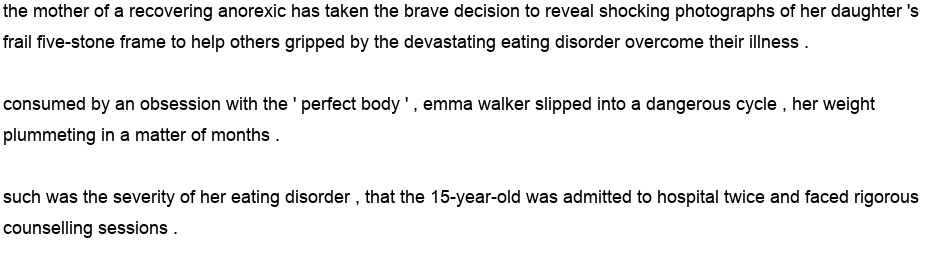 the mother of a recovering anorexic has taken the brave decision to reveal shocking photographs of her daughter 's
frail five-stone frame to help others gripped by the devastating eating disorder overcome their illness .
consumed by an obsession with the ' perfect body ' , emma walker slipped into a dangerous cycle , her weight
plummeting in a matter of months .
such was the severity of her eating disorder , that the 15-year-old was admitted to hospital twice and faced rigorous
counselling sessions .